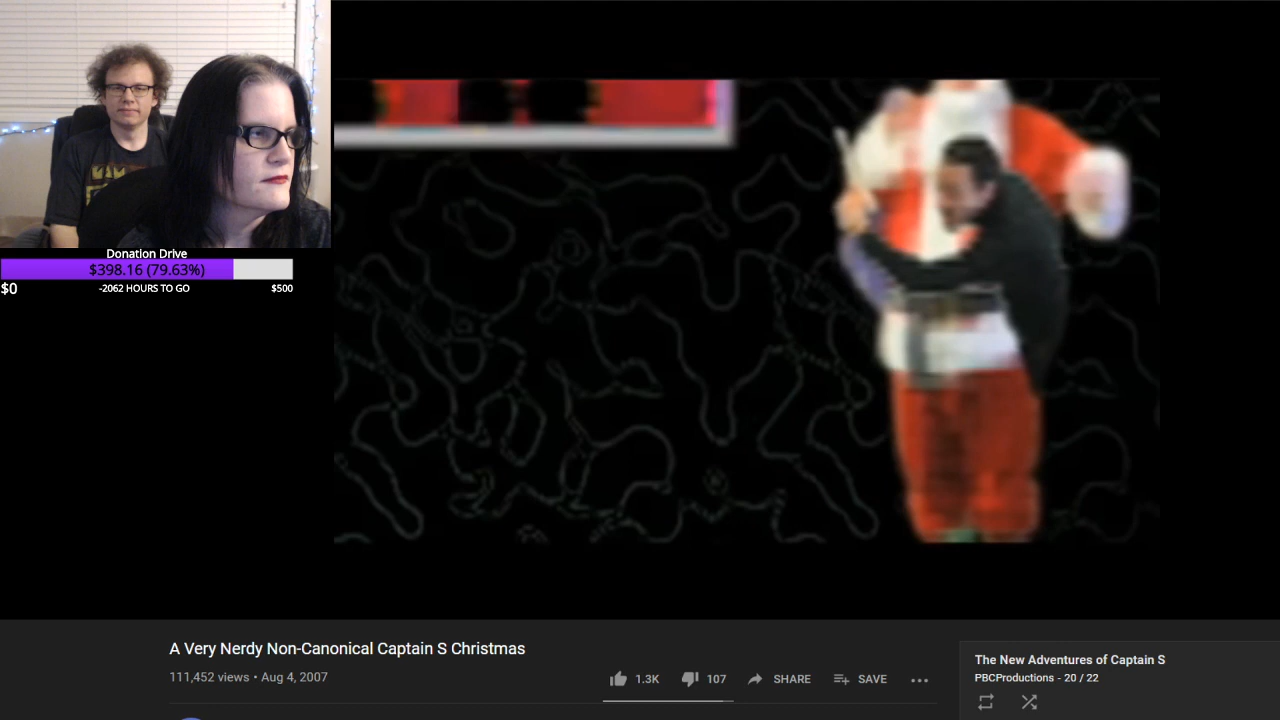 Donation Drive
$398.16 (79.63%)
$0
-2062 HOURS TO GO
$500
A Very Nerdy Non-Canonical Captain S Christmas
111,452 views • Aug 4, 2007
1.3K
107
SHARE
SAVE
The New Adventures of Captain S
PBCProductions - 20 / 22